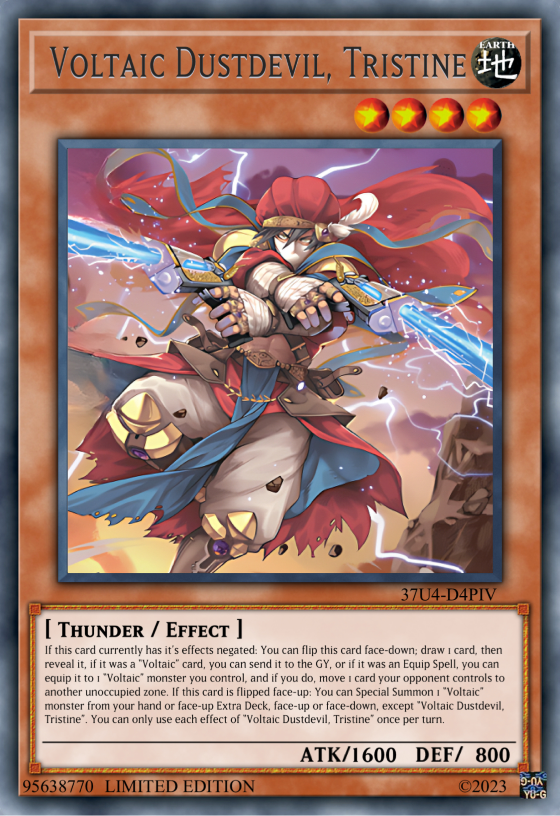 Voltaic Dustdevil, Tristine
EARTH
地
37U4-D4PIV
[ Thunder / Effect ]
If this card currently has it's effects negated: You can flip this card face-down; draw 1 card, then
reveal it, if it was a "Voltaic" card, you can send it to the GY, or if it was an Equip Spell, you can
equip it to 1 "Voltaic" monster you control, and if you do, move 1 card your opponent controls to
another unoccupied zone. If this card is flipped face-up: You can Special Summon 1 "Voltaic"
monster from your hand or face-up Extra Deck, face-up or face-down, except "Voltaic Dustdevil,
Tristine". You can only use each effect of "Voltaic Dustdevil, Tristine" once per turn.
ATK/1600 DEF/ 800
95638770 LIMITED EDITION ©2023
YU-G
YU-G